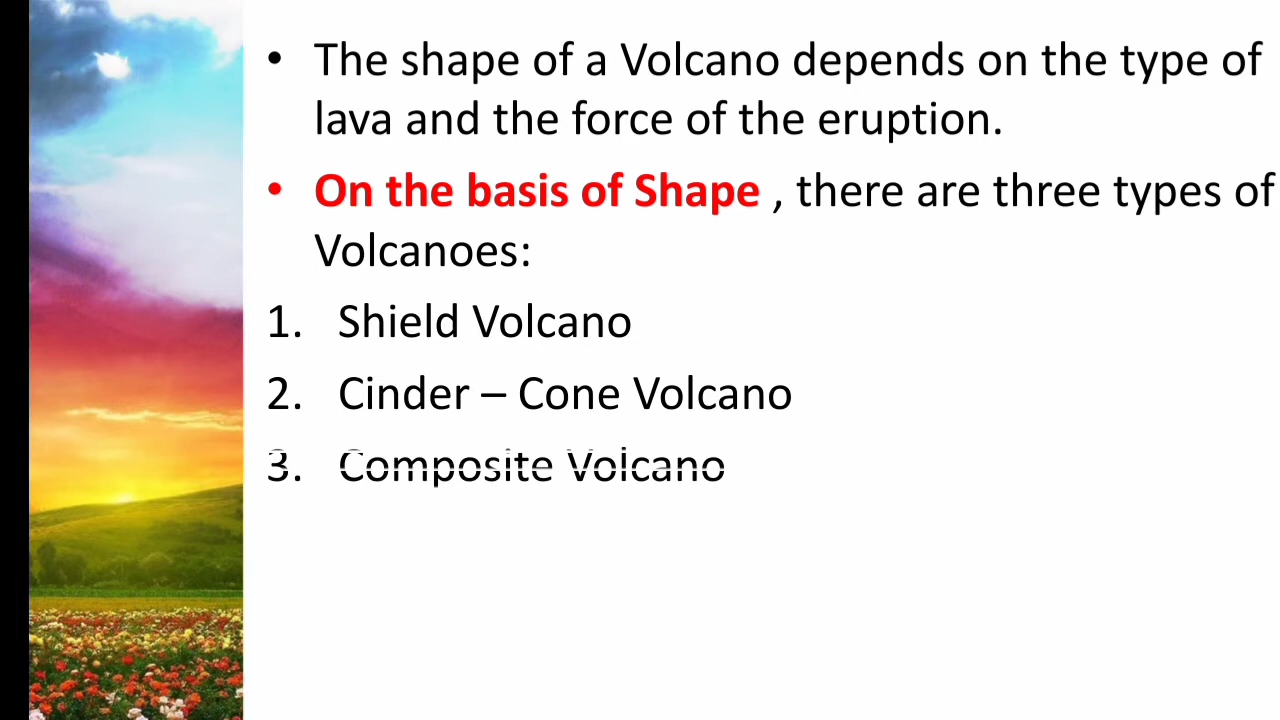 • The shape of a Volcano depends on the type of
lava and the force of the eruption.
• On the basis of Shape , there are three types of
Volcanoes:
1. Shield Volcano
2. Cinder – Cone Volcano
3. Composite Volcano